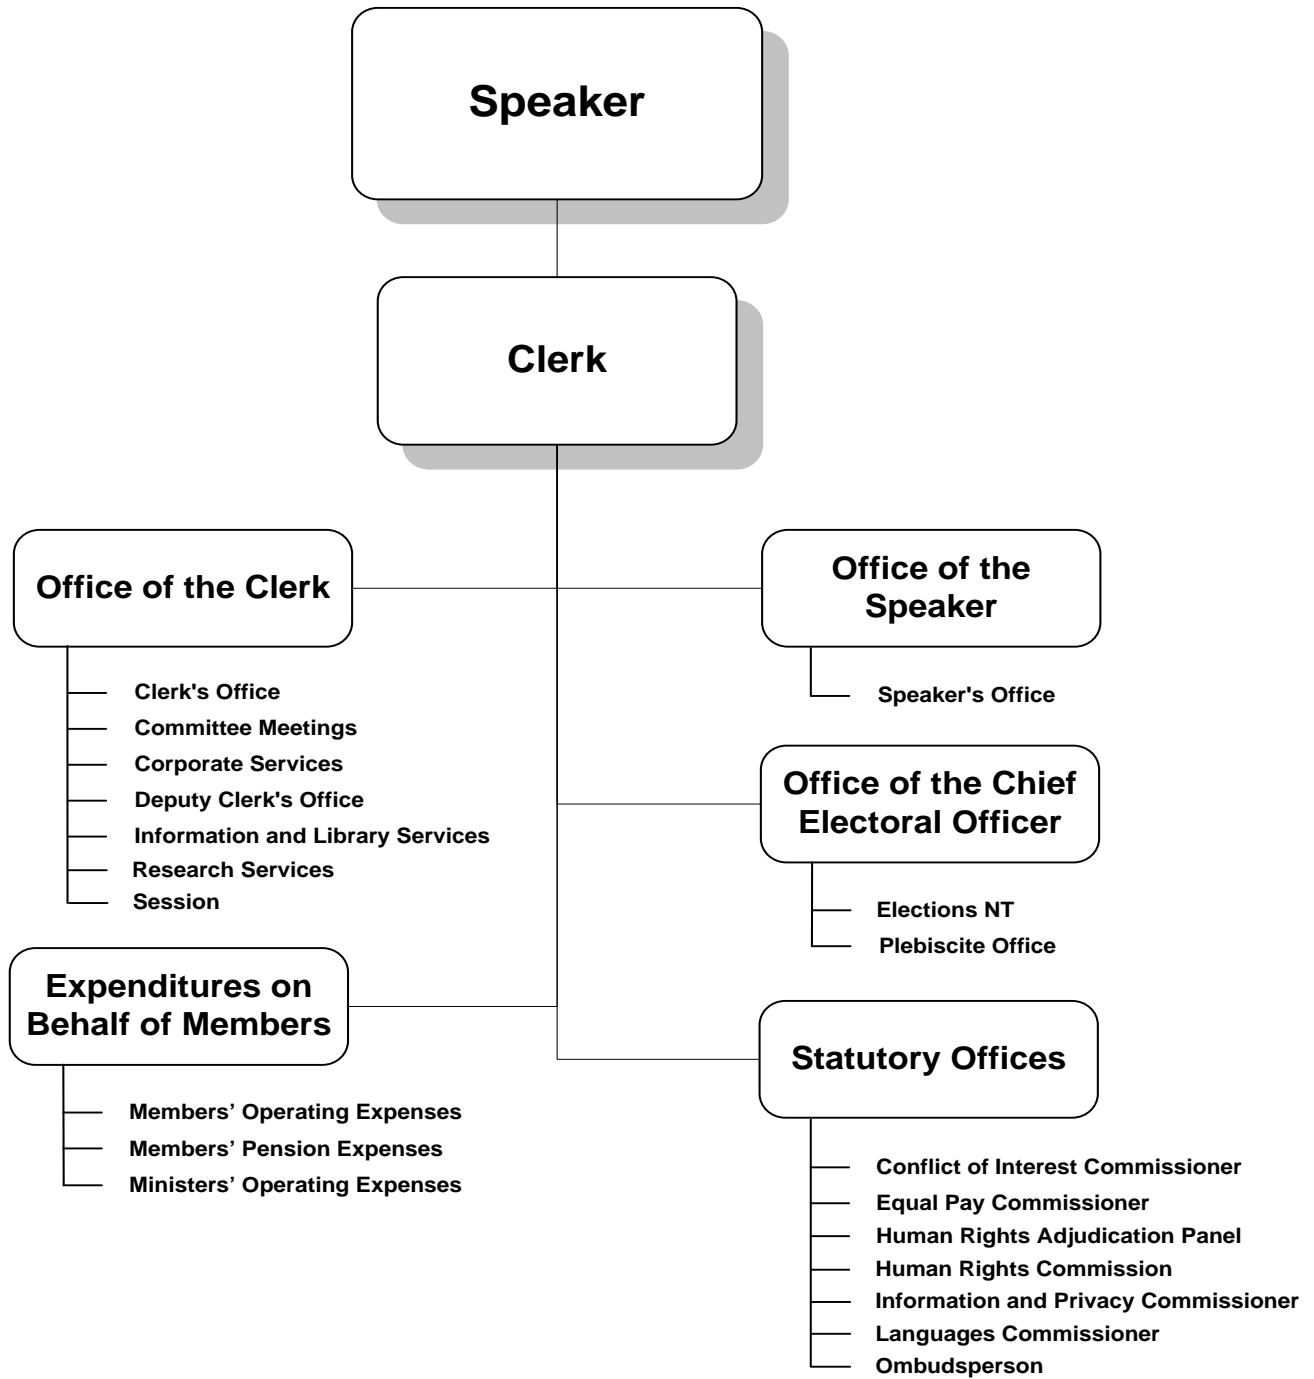 Speaker
Clerk
Office of the Clerk
Clerk's Office
Committee Meetings
Corporate Services
Deputy Clerk's Office
Information and Library Services
Research Services
Session
Expenditures on
Behalf of Members
Members’ Operating Expenses
Members’ Pension Expenses
Ministers’ Operating Expenses
Office of the
Speaker
Speaker's Office
Office of the Chief
Electoral Officer
Elections NT
Plebiscite Office
Statutory Offices
Conflict of Interest Commissioner
Equal Pay Commissioner
Human Rights Adjudication Panel
Human Rights Commission
Information and Privacy Commissioner
Languages Commissioner
Ombudsperson